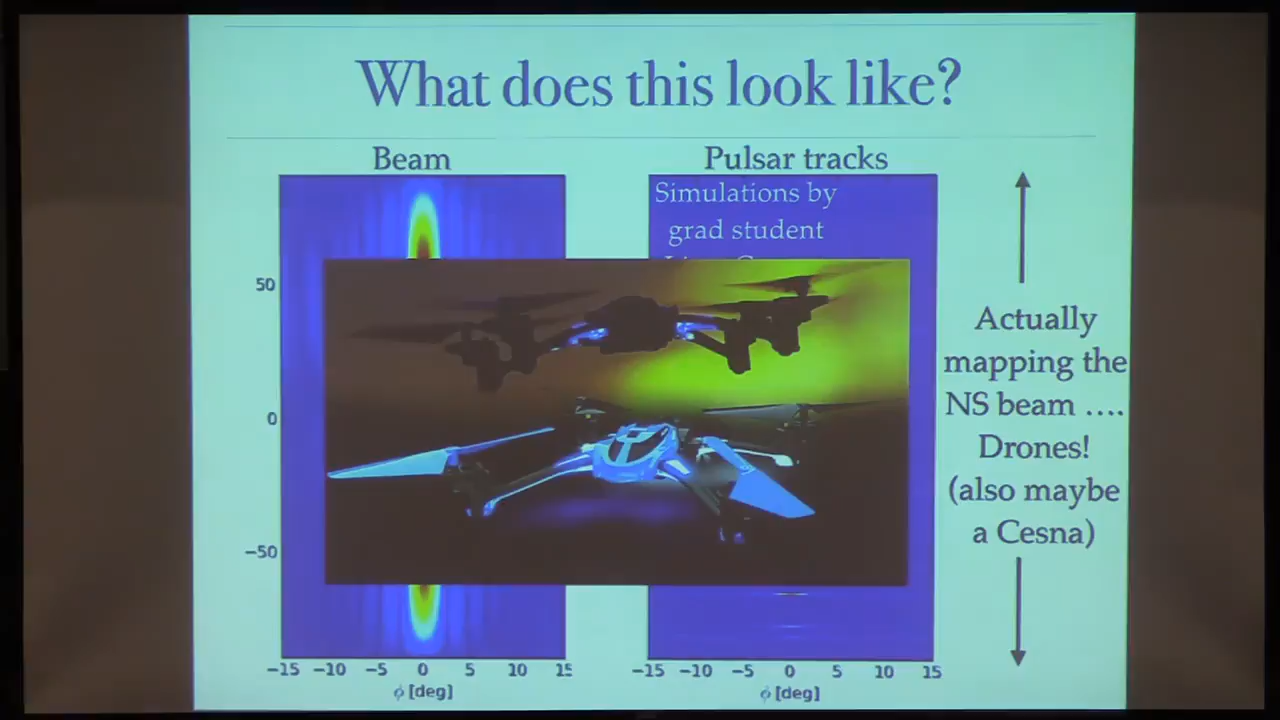 What does this look like?
Beam
Pulsar tracks
Simulations by
grad student
50
0
−50
−15 −10 −5 0 5 10 15
ϕ [deg]
−15 −10 −5 0 5 10 15
ϕ [deg]
Actually
mapping the
NS beam ….
Drones!
(also maybe
a Cesna)